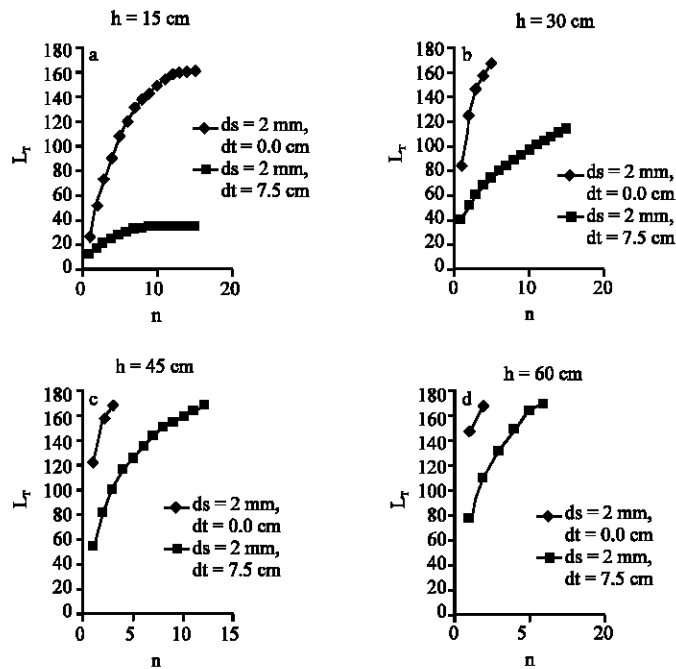 h = 15 cm
a
180
160
140
120
100
80
60
40
20
0
L_T
0
10
20
n
ds = 2 mm,
dt = 0.0 cm
ds = 2 mm,
dt = 7.5 cm
h = 30 cm
b
180
160
140
120
100
80
60
40
20
0
L_T
0
5
10
15
20
n
ds = 2 mm,
dt = 0.0 cm
ds = 2 mm,
dt = 7.5 cm
h = 45 cm
c
180
160
140
120
100
80
60
40
20
0
L_T
0
5
10
15
n
ds = 2 mm,
dt = 0.0 cm
ds = 2 mm,
dt = 7.5 cm
h = 60 cm
d
180
160
140
120
100
80
60
40
20
0
L_T
0
5
20
n
ds = 2 mm,
dt = 0.0 cm
ds = 2 mm,
dt = 7.5 cm